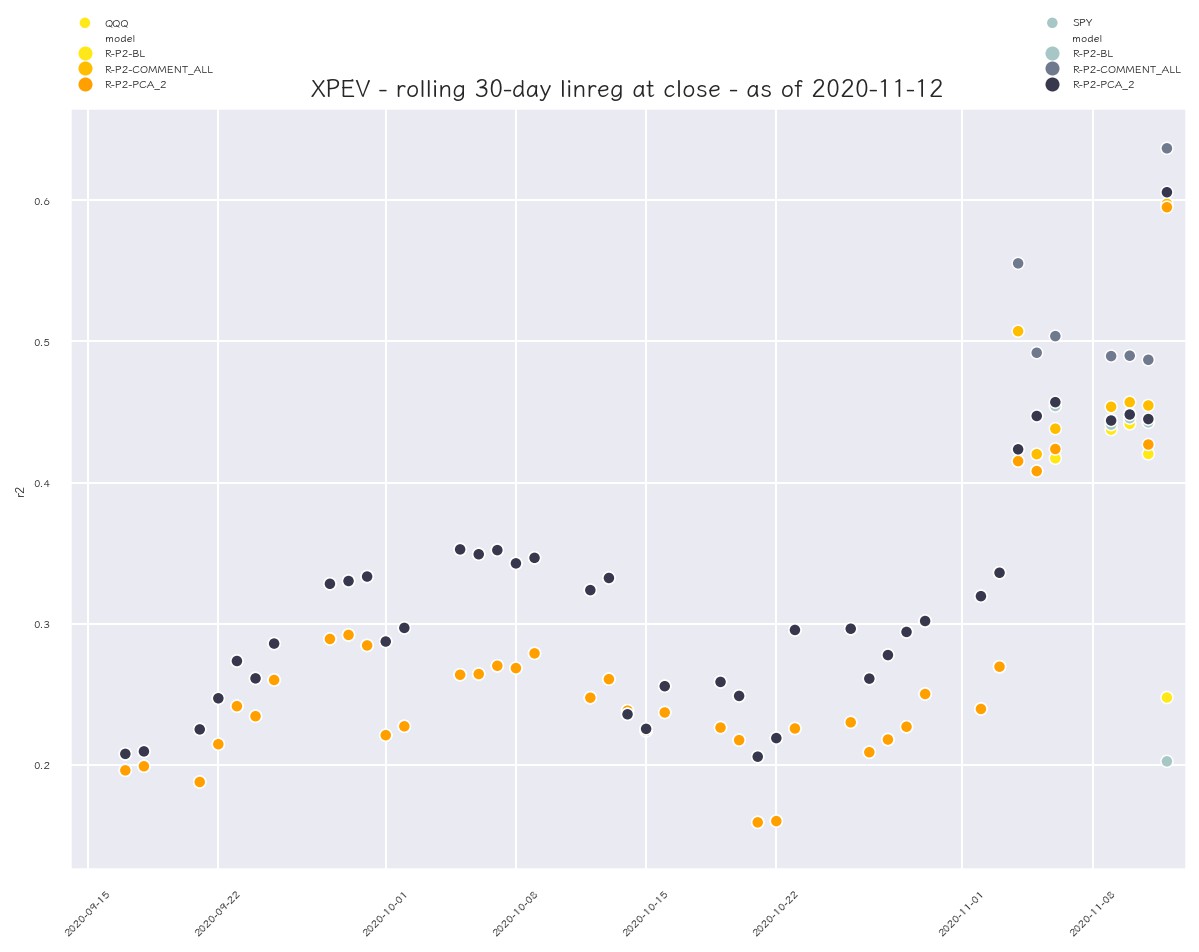 QQQ
model
R-P2-BL
R-P2-COMMENT_ALL
R-P2-PCA_2
SPY
model
R-P2-BL
R-P2-COMMENT_ALL
R-P2-PCA_2
XPEV - rolling 30-day linreg at close - as of 2020-11-12
r2
0.6
0.5
0.4
0.3
0.2
2020-09-15
2020-09-22
2020-10-01
2020-10-08
2020-10-15
2020-10-22
2020-11-01
2020-11-08